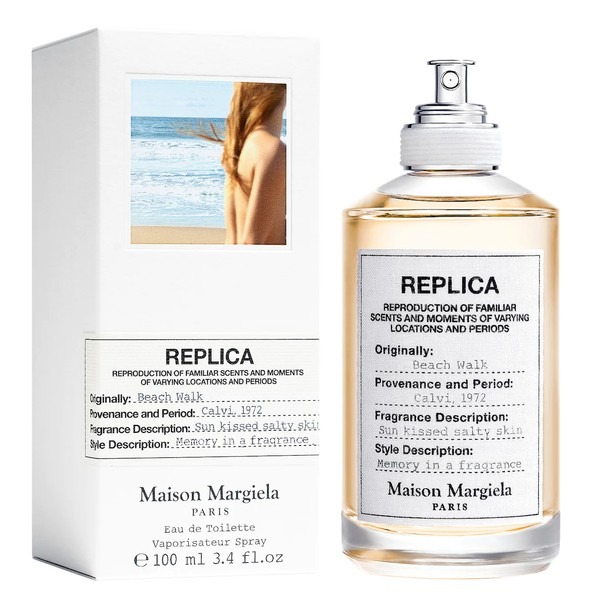 REPLICA
REPRODUCTION OF FAMILIAR SCENTS AND MOMENTS
OF VARYING LOCATIONS AND PERIODS
Originally: Beach Walk
Provenance and Period: Calvi, 1972
Fragrance Description: Sun kissed salty skin
Style Description: Memory in a fragrance
Maison Margiela
PARIS
Eau de Toilette
Vaporisateur Spray
℮ 100 ml 3.4 fl.oz
REPLICA
REPRODUCTION OF FAMILIAR
SCENTS AND MOMENTS OF VARYING
LOCATIONS AND PERIODS
Originally:
Beach Walk
Provenance and Period:
Calvi, 1972
Fragrance Description:
Sun kissed salty skin
Style Description:
Memory in a fragrance
Maison Margiela
PARIS